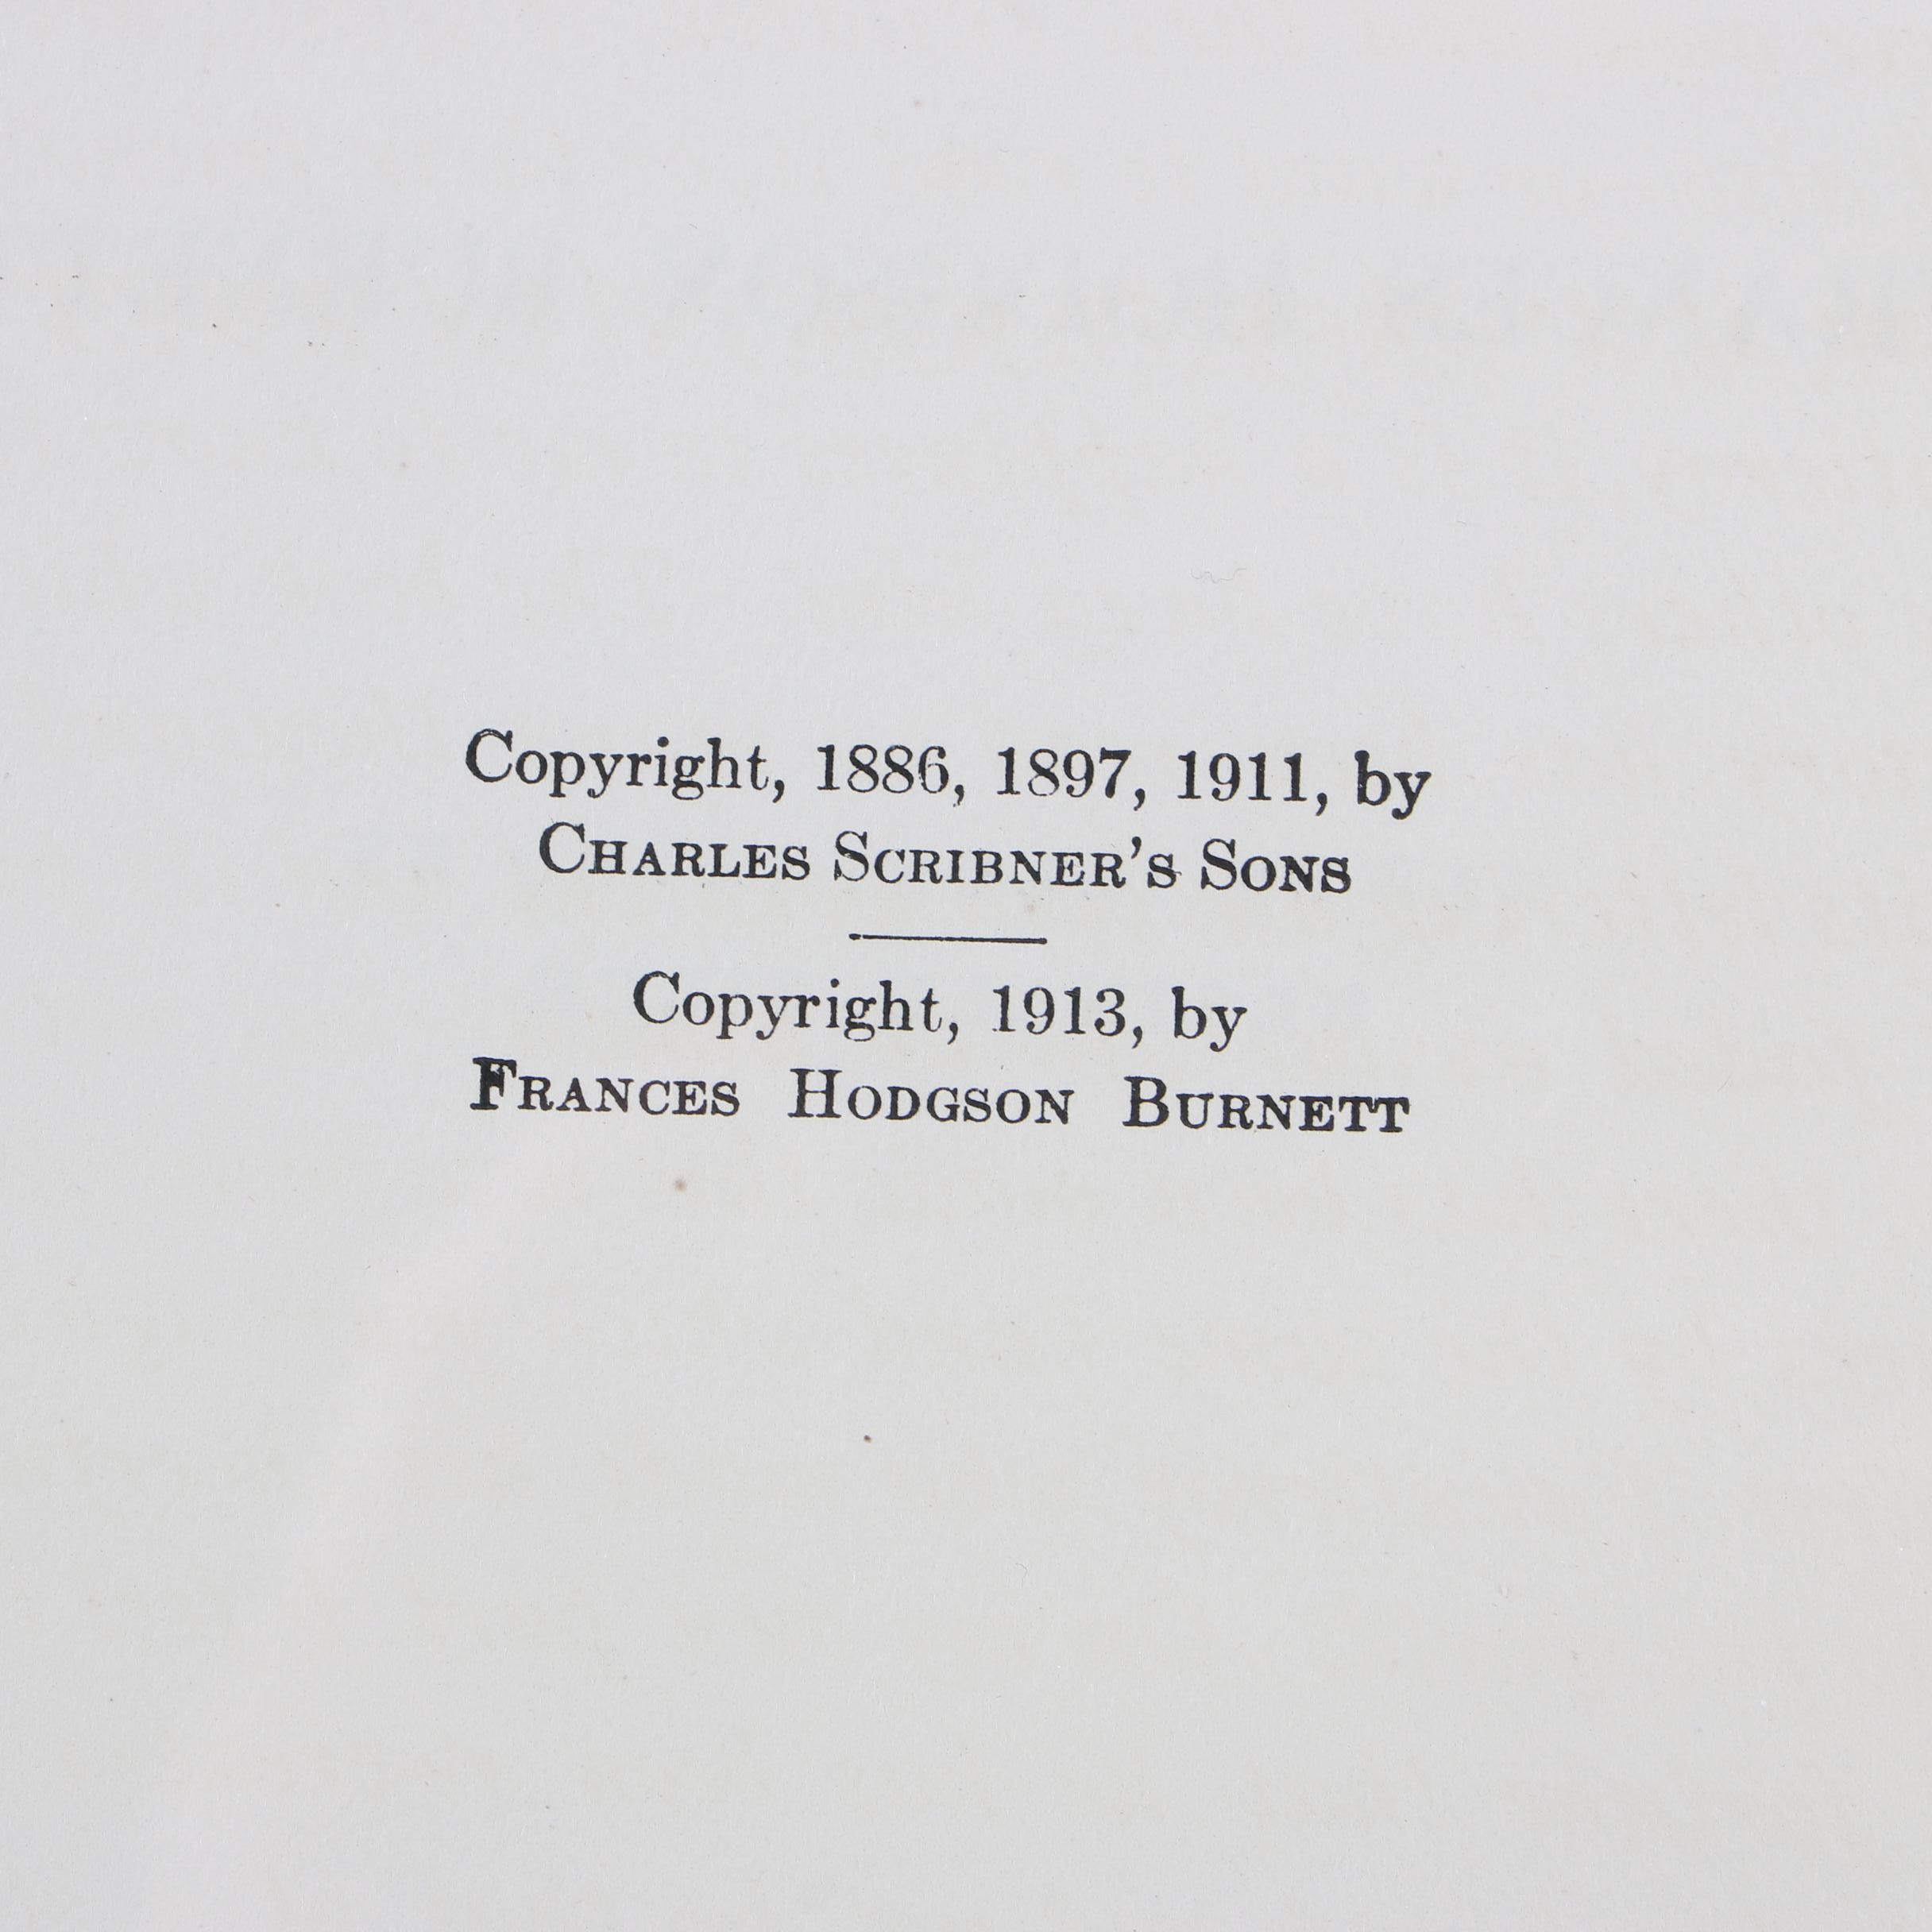 Copyright, 1886, 1897, 1911, by
CHARLES SCRIBNER'S SONS
Copyright, 1913, by
FRANCES HODGSON BURNETT